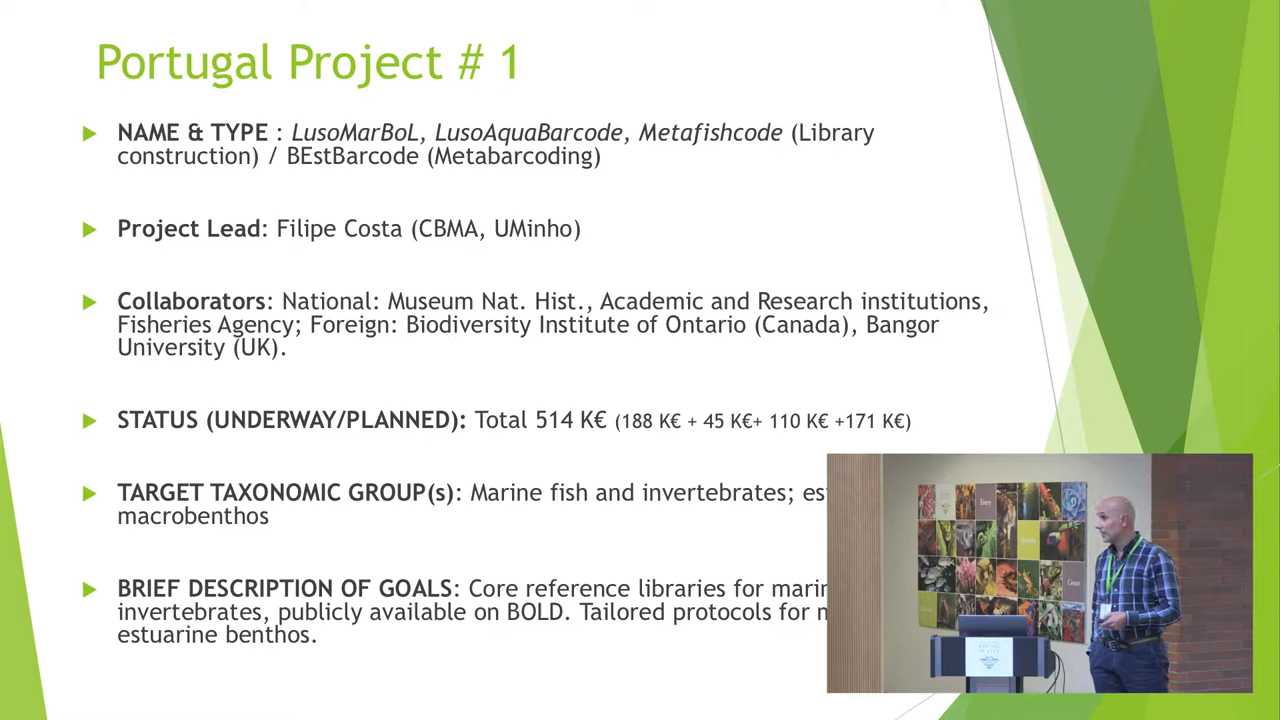 Portugal Project # 1
NAME & TYPE : LusoMarBoL, LusoAquaBarcode, Metafishcode (Library
construction) / BEstBarcode (Metabarcoding)
Project Lead: Filipe Costa (CBMA, UMinho)
Collaborators: National: Museum Nat. Hist., Academic and Research institutions,
Fisheries Agency; Foreign: Biodiversity Institute of Ontario (Canada), Bangor
University (UK).
STATUS (UNDERWAY/PLANNED): Total 514 K€ (188 K€ + 45 K€+ 110 K€ +171 K€)
TARGET TAXONOMIC GROUP(s): Marine fish and invertebrates;
macrobenthos
BRIEF DESCRIPTION OF GOALS: Core reference libraries for
invertebrates, publicly available on BOLD. Tailored protocols for
estuarine benthos.
Every
Count